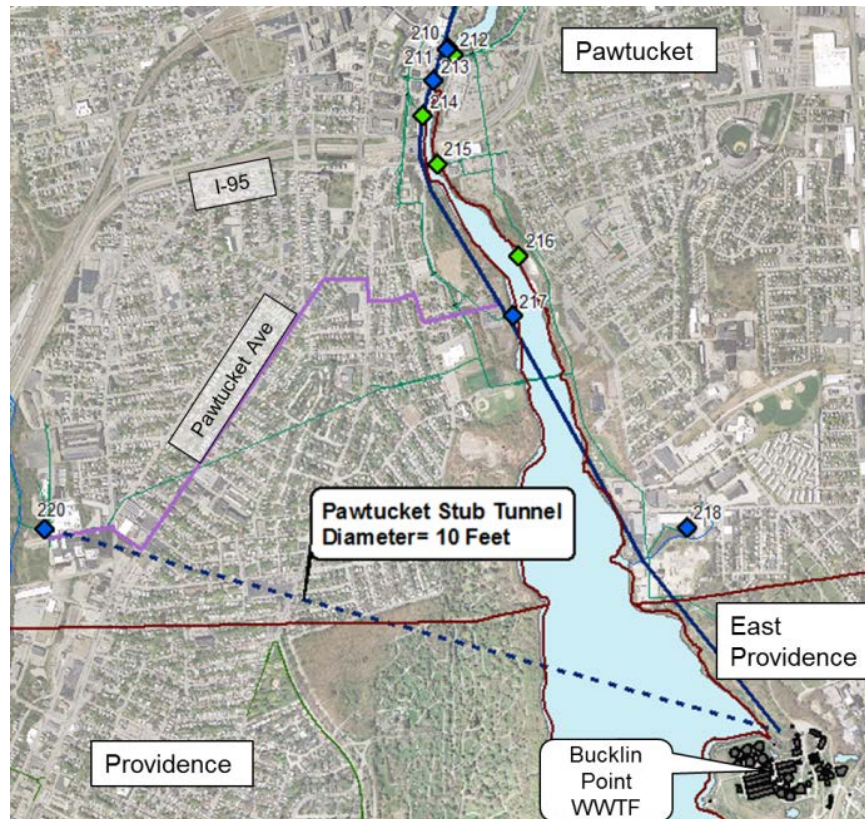 210
212
Pawtucket
211
213
214
215
I-95
216
217
Pawtucket Ave
220
Pawtucket Stub Tunnel
Diameter= 10 Feet
218
East
Providence
Providence
Bucklin
Point
WWTF